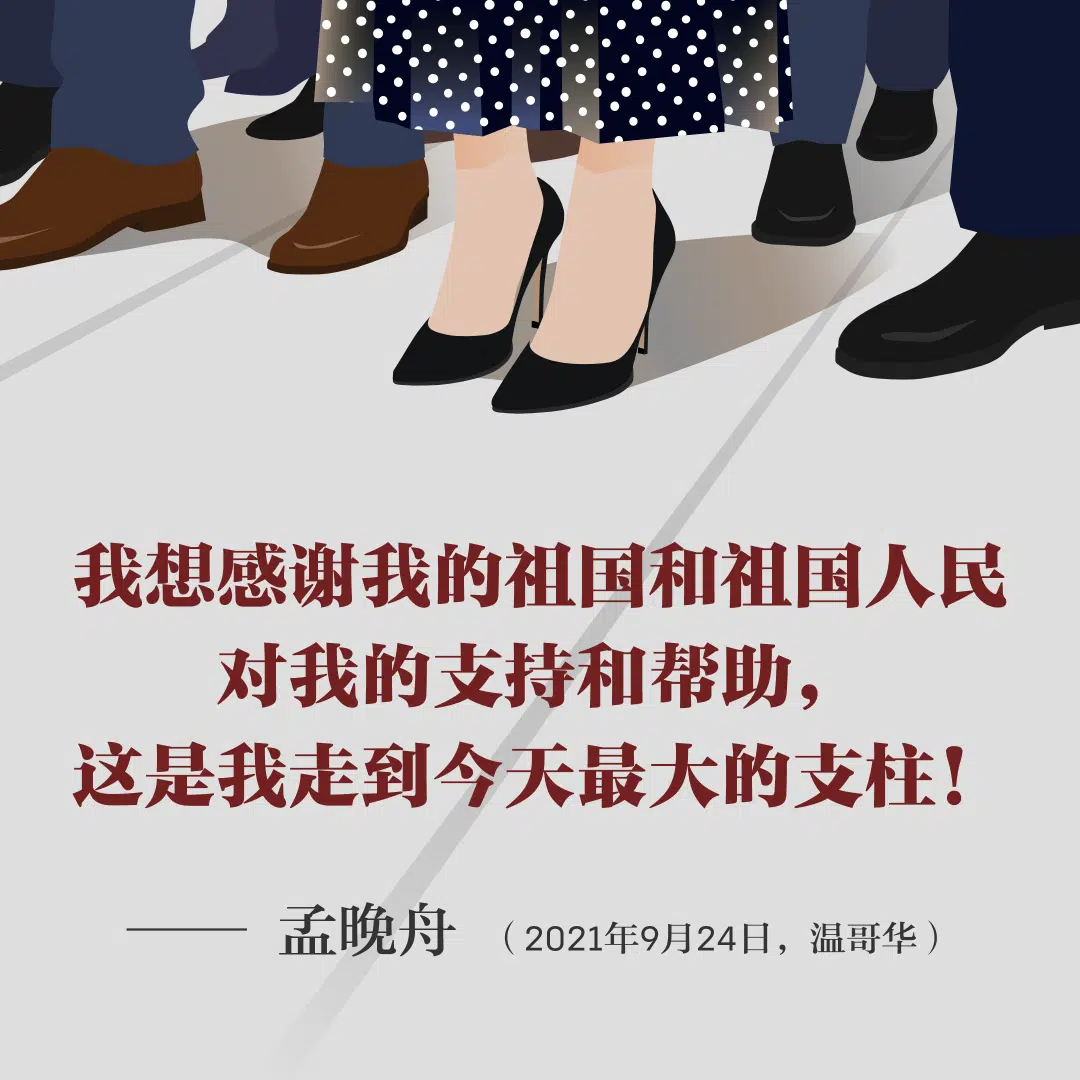 我想感谢我的祖国和祖国人民
对我的支持和帮助，
这是我走到今天最大的支柱！
—— 孟晚舟 （2021年9月24日，温哥华）